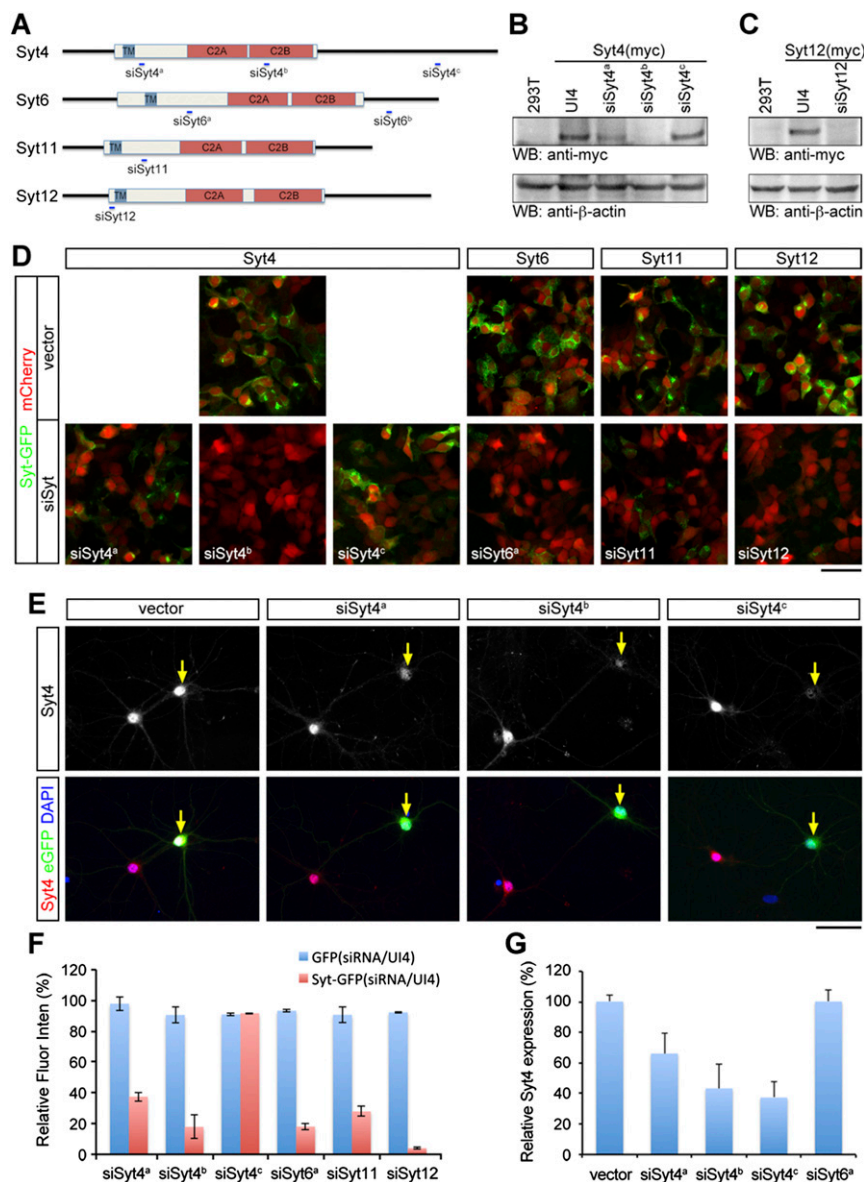 A
Syt4
TM
C2A
C2B
siSyt4ᵃ
siSyt4ᵇ
siSyt4ᶜ
Syt6
TM
C2A
C2B
siSyt6ᵃ
siSyt6ᵇ
Syt11
TM
C2A
C2B
siSyt11
Syt12
TM
C2A
C2B
siSyt12
B
Syt4(myc)
293T
UI4
siSyt4ᵃ
siSyt4ᵇ
siSyt4ᶜ
WB: anti-myc
WB: anti-β-actin
C
Syt12(myc)
293T
UI4
siSyt12
WB: anti-myc
WB: anti-β-actin
D
Syt4
Syt6
Syt11
Syt12
Syt-GFP mCherry
vector
siSyt
siSyt4ᵃ
siSyt4ᵇ
siSyt4ᶜ
siSyt6ᵃ
siSyt11
siSyt12
E
vector
siSyt4ᵃ
siSyt4ᵇ
siSyt4ᶜ
Syt4
Syt4 eGFP DAPI
F
GFP(siRNA/UI4)
Syt-GFP(siRNA/UI4)
Relative Fluor Inten (%)
120
100
80
60
40
20
0
siSyt4ᵃ siSyt4ᵇ siSyt4ᶜ siSyt6ᵃ siSyt11 siSyt12
G
Relative Syt4 expression (%)
120
100
80
60
40
20
0
vector siSyt4ᵃ siSyt4ᵇ siSyt4ᶜ siSyt6ᵃ